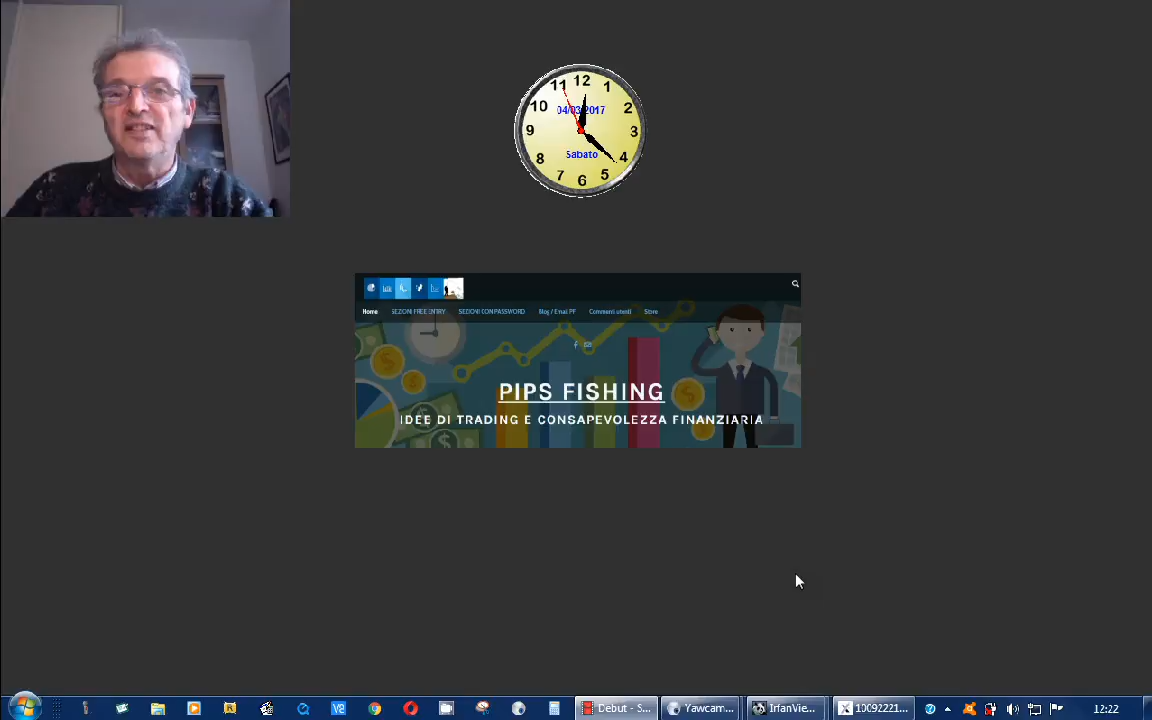 12
1
2
3
4
5
6
7
8
9
10
11
04/03/2017
Sabato
Home SEZIONI FREE ENTRY SEZIONI CON PASSWORD Blog / Email PF Commenti utenti Store
PIPS FISHING
IDEE DI TRADING E CONSAPEVOLEZZA FINANZIARIA
Debut - S... Yawcam... IrfanVie... 10092221... 12:22